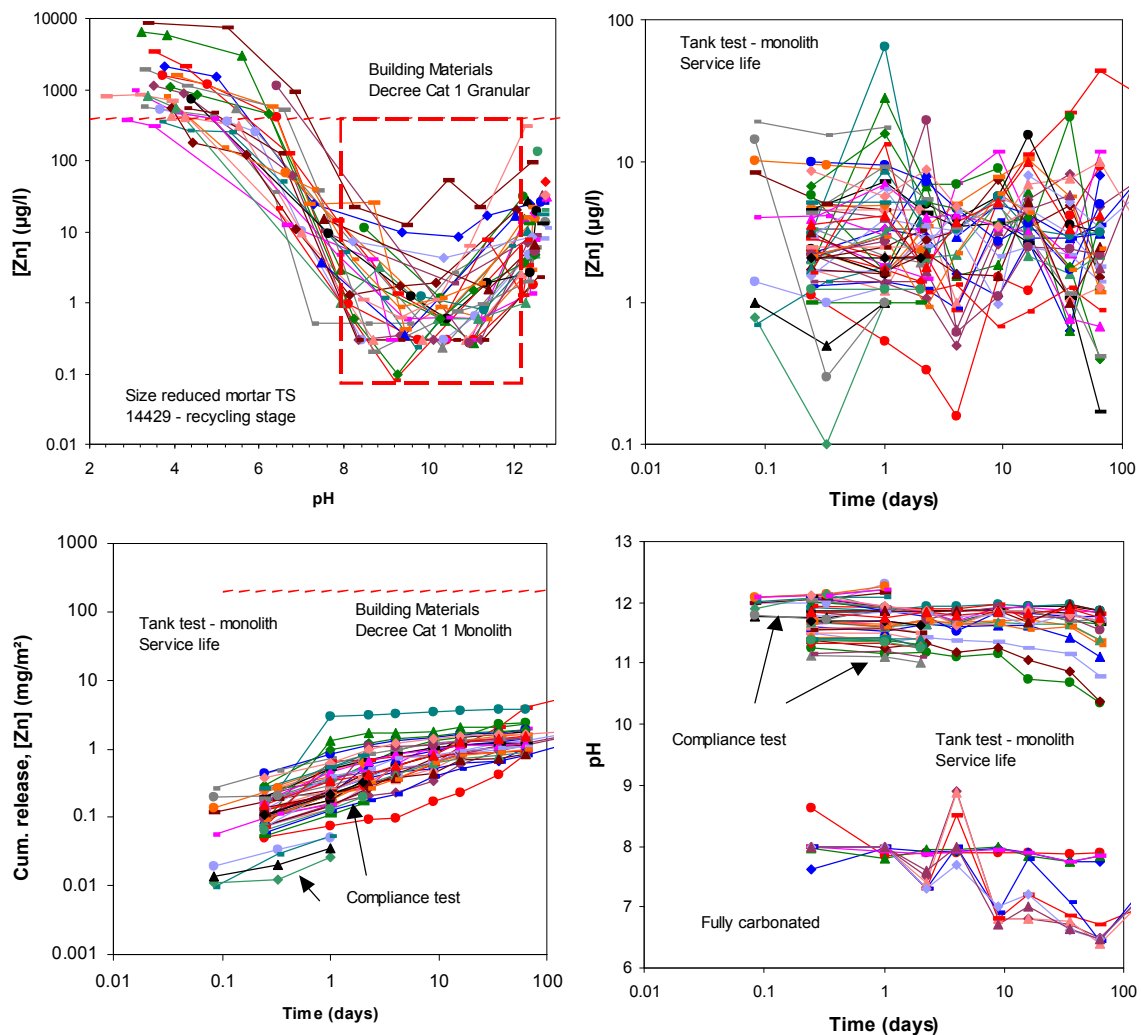 10000
1000
100
10
1
0.1
0.01
[Zn] (µg/l)
Building Materials
Decree Cat 1 Granular
Size reduced mortar TS
14429 - recycling stage
2 4 6 8 10 12
pH
100
10
1
0.1
[Zn] (µg/l)
Tank test - monolith
Service life
0.01 0.1 1 10 100
Time (days)
1000
100
10
1
0.1
0.01
0.001
Cum. release, [Zn] (mg/m²)
Tank test - monolith
Service life
Building Materials
Decree Cat 1 Monolith
Compliance test
0.01 0.1 1 10 100
Time (days)
13
12
11
10
9
8
7
6
pH
Compliance test
Tank test - monolith
Service life
Fully carbonated
0.01 0.1 1 10 100
Time (days)